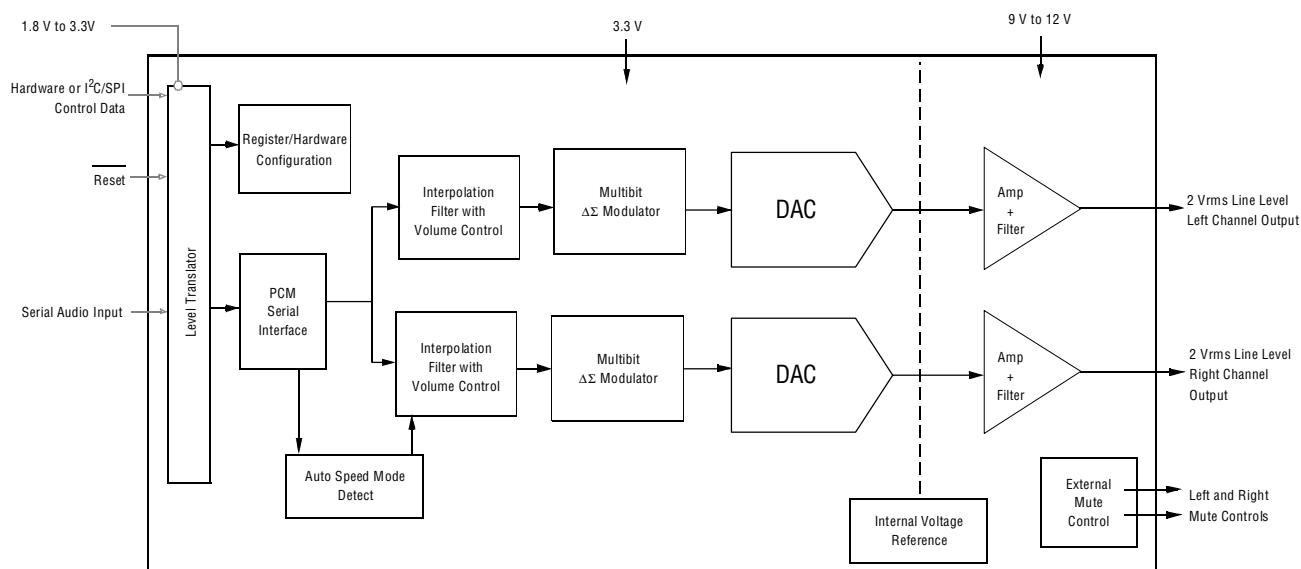 1.8 V to 3.3V
3.3 V
9 V to 12 V
Hardware or I²C/SPI
Control Data
Reset
Serial Audio Input
Level Translator
Register/Hardware
Configuration
PCM
Serial
Interface
Auto Speed Mode
Detect
Interpolation
Filter with
Volume Control
Multibit
ΔΣ Modulator
DAC
Amp
+
Filter
2 Vrms Line Level
Left Channel Output
Interpolation
Filter with
Volume Control
Multibit
ΔΣ Modulator
DAC
Amp
+
Filter
2 Vrms Line Level
Right Channel
Output
Internal Voltage
Reference
External
Mute
Control
Left and Right
Mute Controls